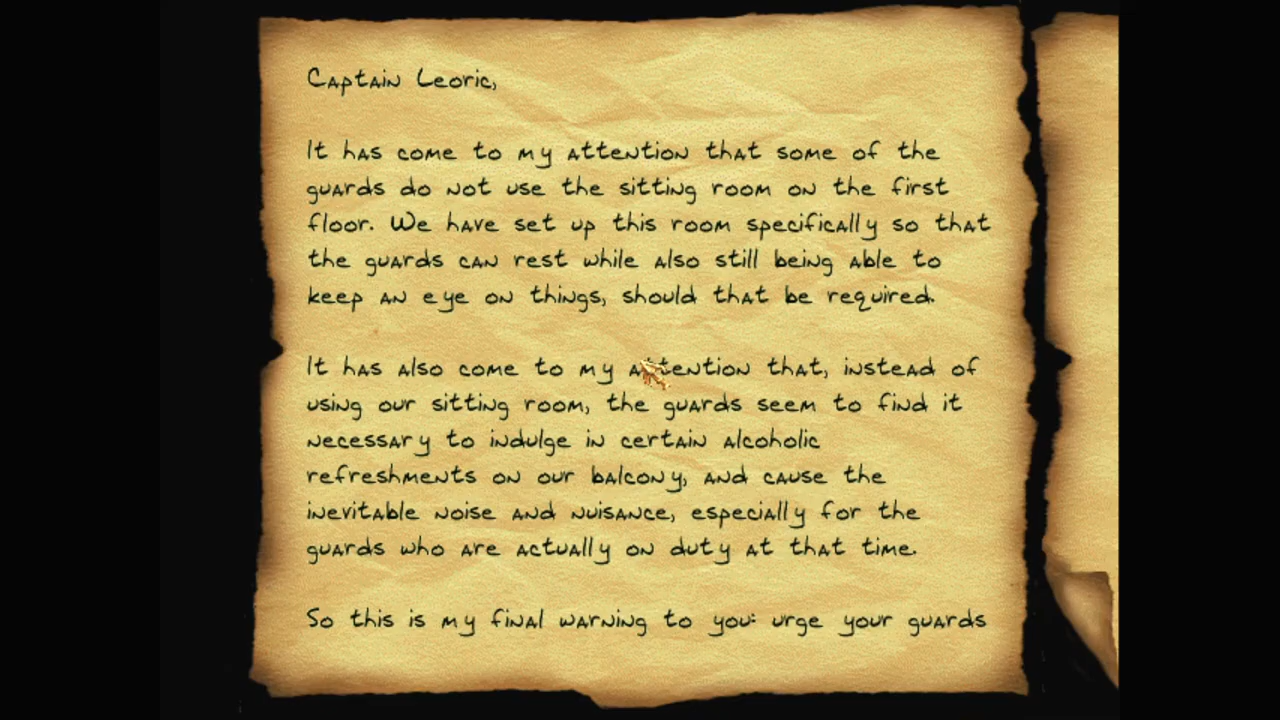 Captain Leoric,
It has come to my attention that some of the
guards do not use the sitting room on the first
floor. We have set up this room specifically so that
the guards can rest while also still being able to
keep an eye on things, should that be required.
It has also come to my attention that, instead of
using our sitting room, the guards seem to find it
necessary to indulge in certain alcoholic
refreshments on our balcony, and cause the
inevitable noise and nuisance, especially for the
guards who are actually on duty at that time.
So this is my final warning to you: urge your guards